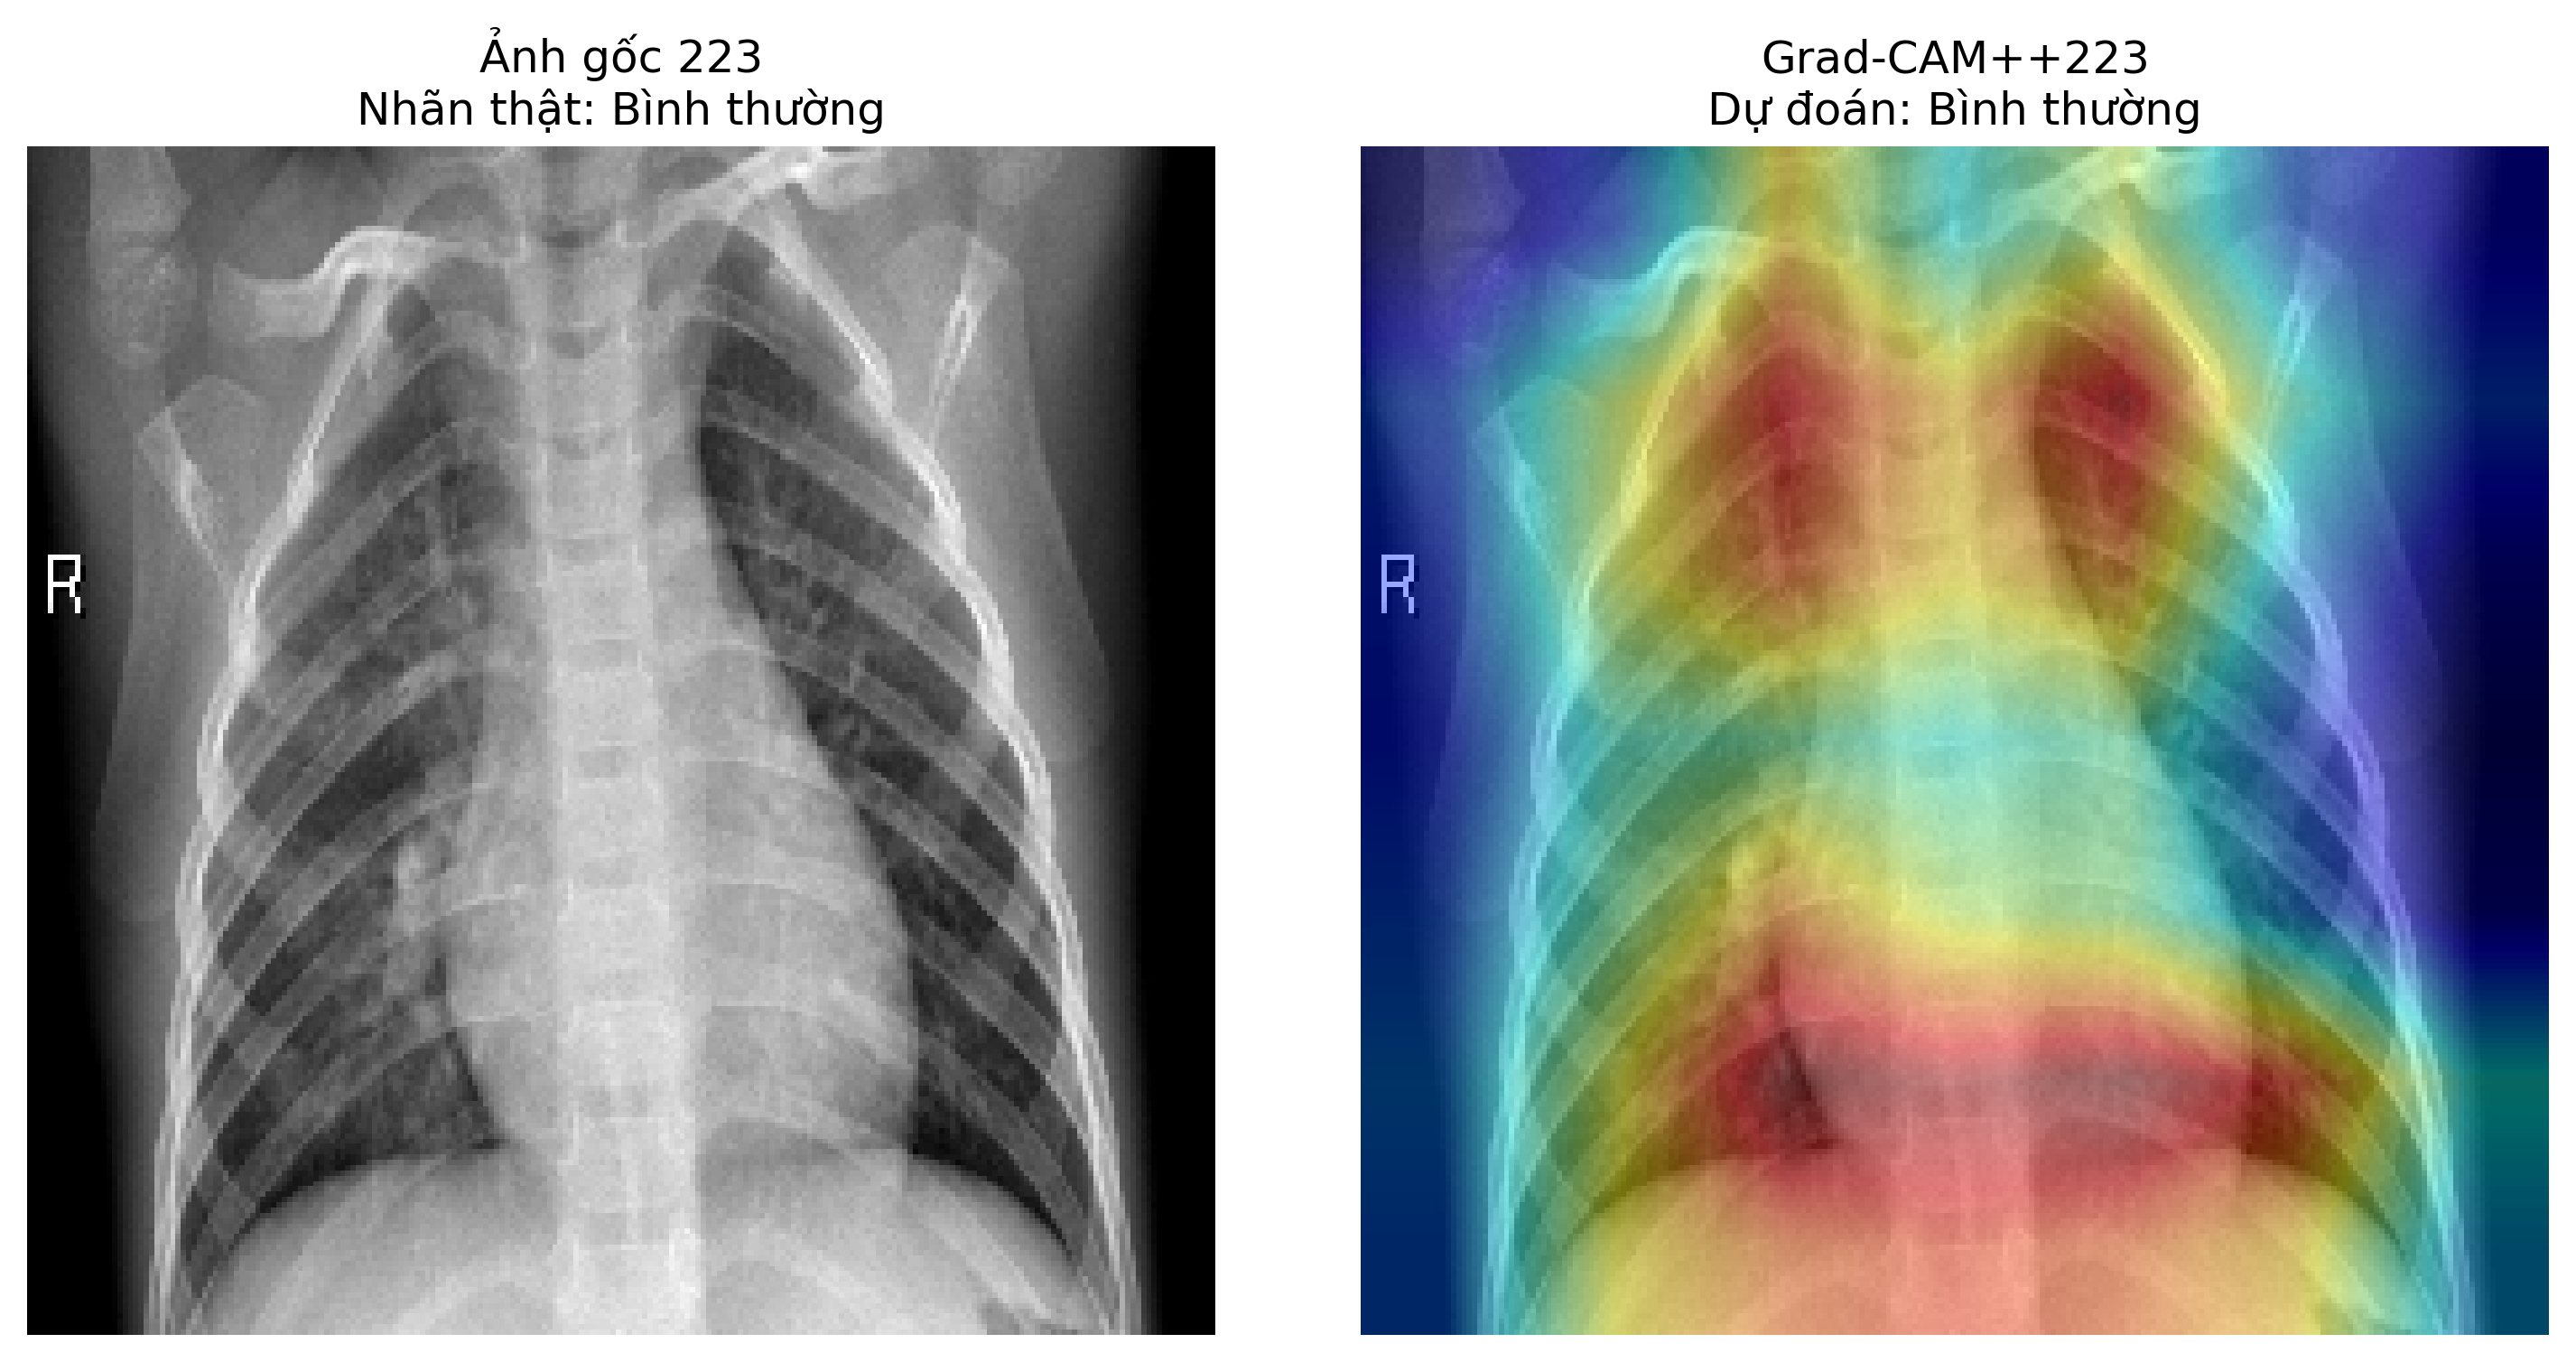 Ảnh gốc 223
Nhãn thật: Bình thường
Grad-CAM++223
Dự đoán: Bình thường
R
R